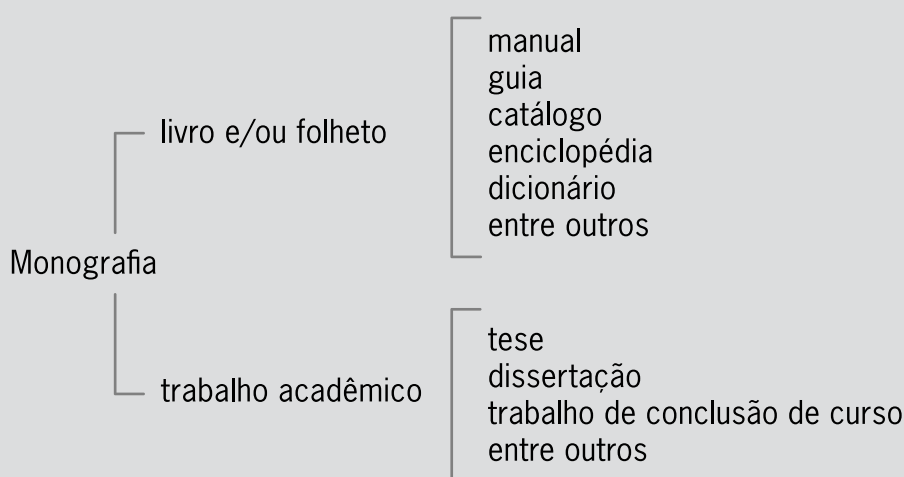 manual
guia
catálogo
livro e/ou folheto
enciclopédia
dicionário
entre outros
Monografia
tese
dissertação
trabalho acadêmico
trabalho de conclusão de curso
entre outros